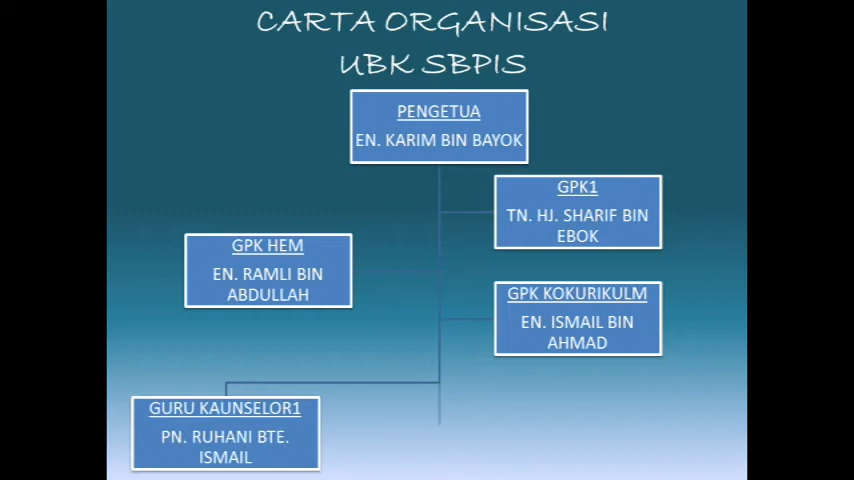 CARTA ORGANISASI
UBK SBPIS
PENGETUA
EN. KARIM BIN BAYOK
GPK1
TN. HJ. SHARIF BIN
EBOK
GPK HEM
EN. RAMLI BIN
ABDULLAH
GPK KOKURIKULM
EN. ISMAIL BIN
AHMAD
GURU KAUNSELOR1
PN. RUHANI BTE.
ISMAIL